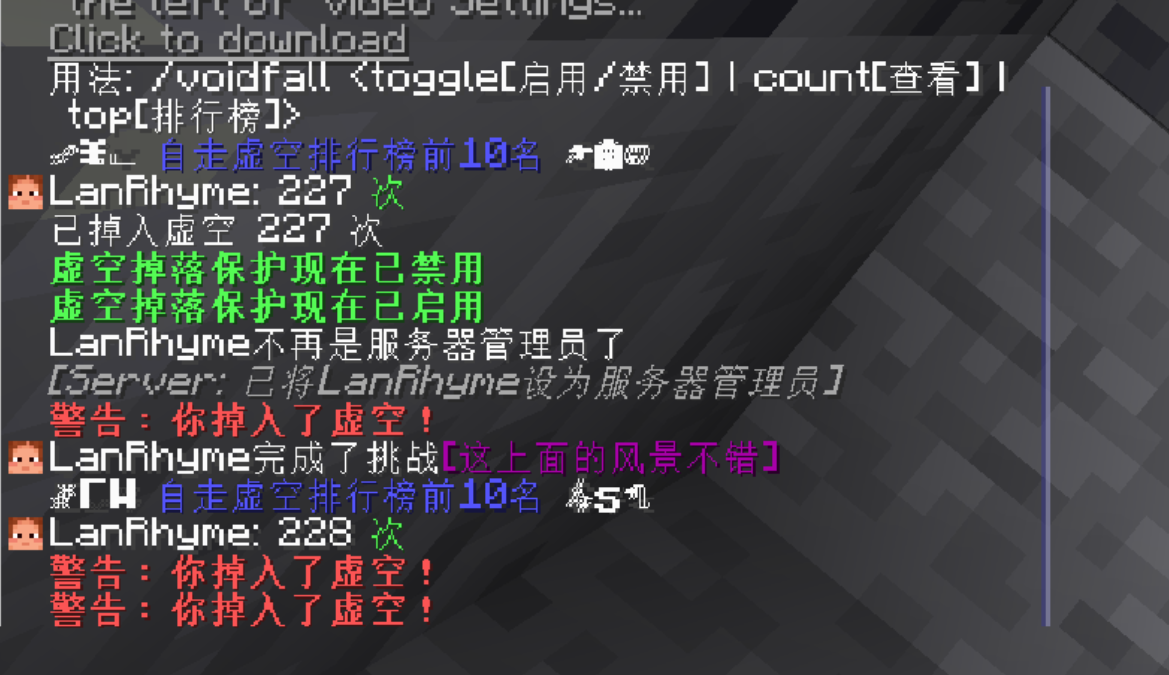 the left of "Video Settings...
Click to download
用法: /voidfall <toggle[启用/禁用] | count[查看] |
top[排行榜]>
自走虚空排行榜前10名
LanRhyme: 227 次
已掉入虚空 227 次
虚空掉落保护现在已禁用
虚空掉落保护现在已启用
LanRhyme不再是服务器管理员了
[Server: 已将LanRhyme设为服务器管理员]
警告：你掉入了虚空！
LanRhyme完成了挑战[这上面的风景不错]
自走虚空排行榜前10名
LanRhyme: 228 次
警告：你掉入了虚空！
警告：你掉入了虚空！